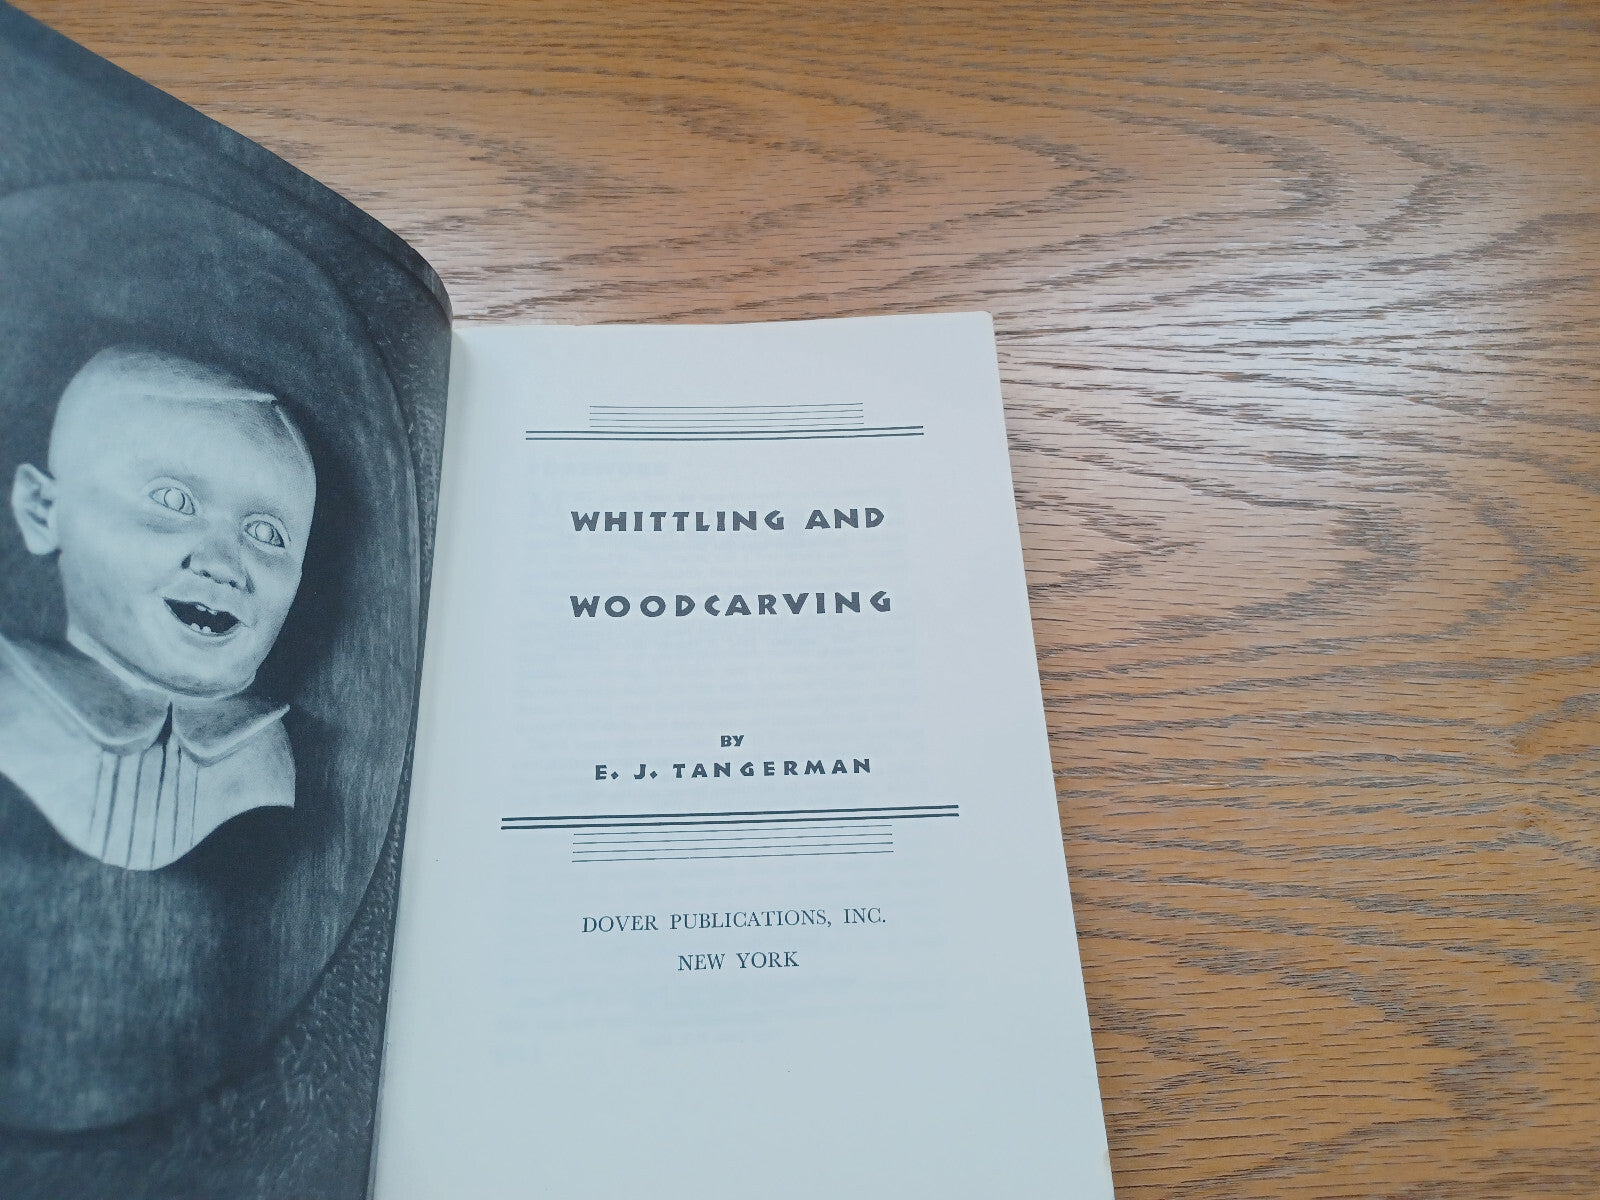 WHITTLING AND
WOODCARVING
BY
E. J. TANGERMAN
DOVER PUBLICATIONS, INC.
NEW YORK